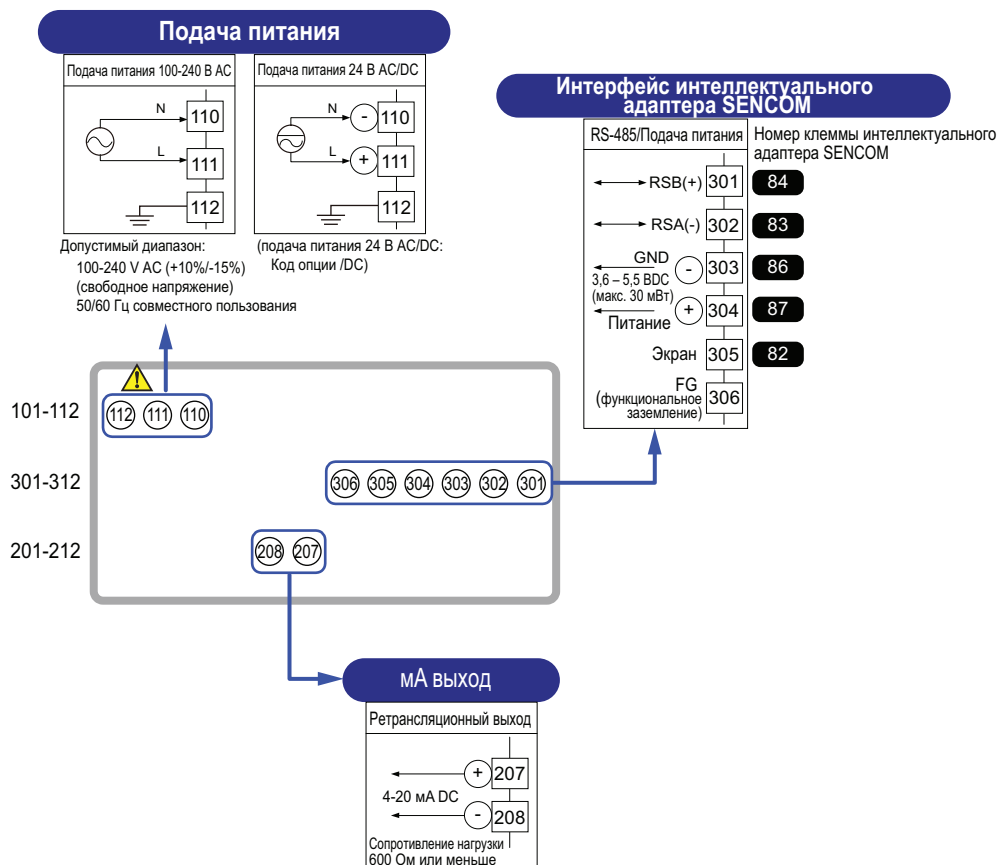 Подача питания
Подача питания 100-240 В AC
N
110
L
111
112
Допустимый диапазон:
100-240 V AC (+10%/-15%)
(свободное напряжение)
50/60 Гц совместного пользования
Подача питания 24 В AC/DC
N
-
110
L
+
111
112
(подача питания 24 В AC/DC:
Код опции /DC)
Интерфейс интеллектуального
адаптера SENCOM
RS-485/Подача питания
Номер клеммы интеллектуального
адаптера SENCOM
RSB(+) 301 84
RSA(-) 302 83
GND
3,6 – 5,5 ВDC
(макс. 30 мВт)
- 303 86
Питание
+ 304 87
Экран 305 82
FG
(функциональное
заземление)
306
101-112
112 111 110
301-312
306 305 304 303 302 301
201-212
208 207
мА выход
Ретрансляционный выход
+ 207
4-20 мА DC
- 208
Сопротивление нагрузки
600 Ом или меньше